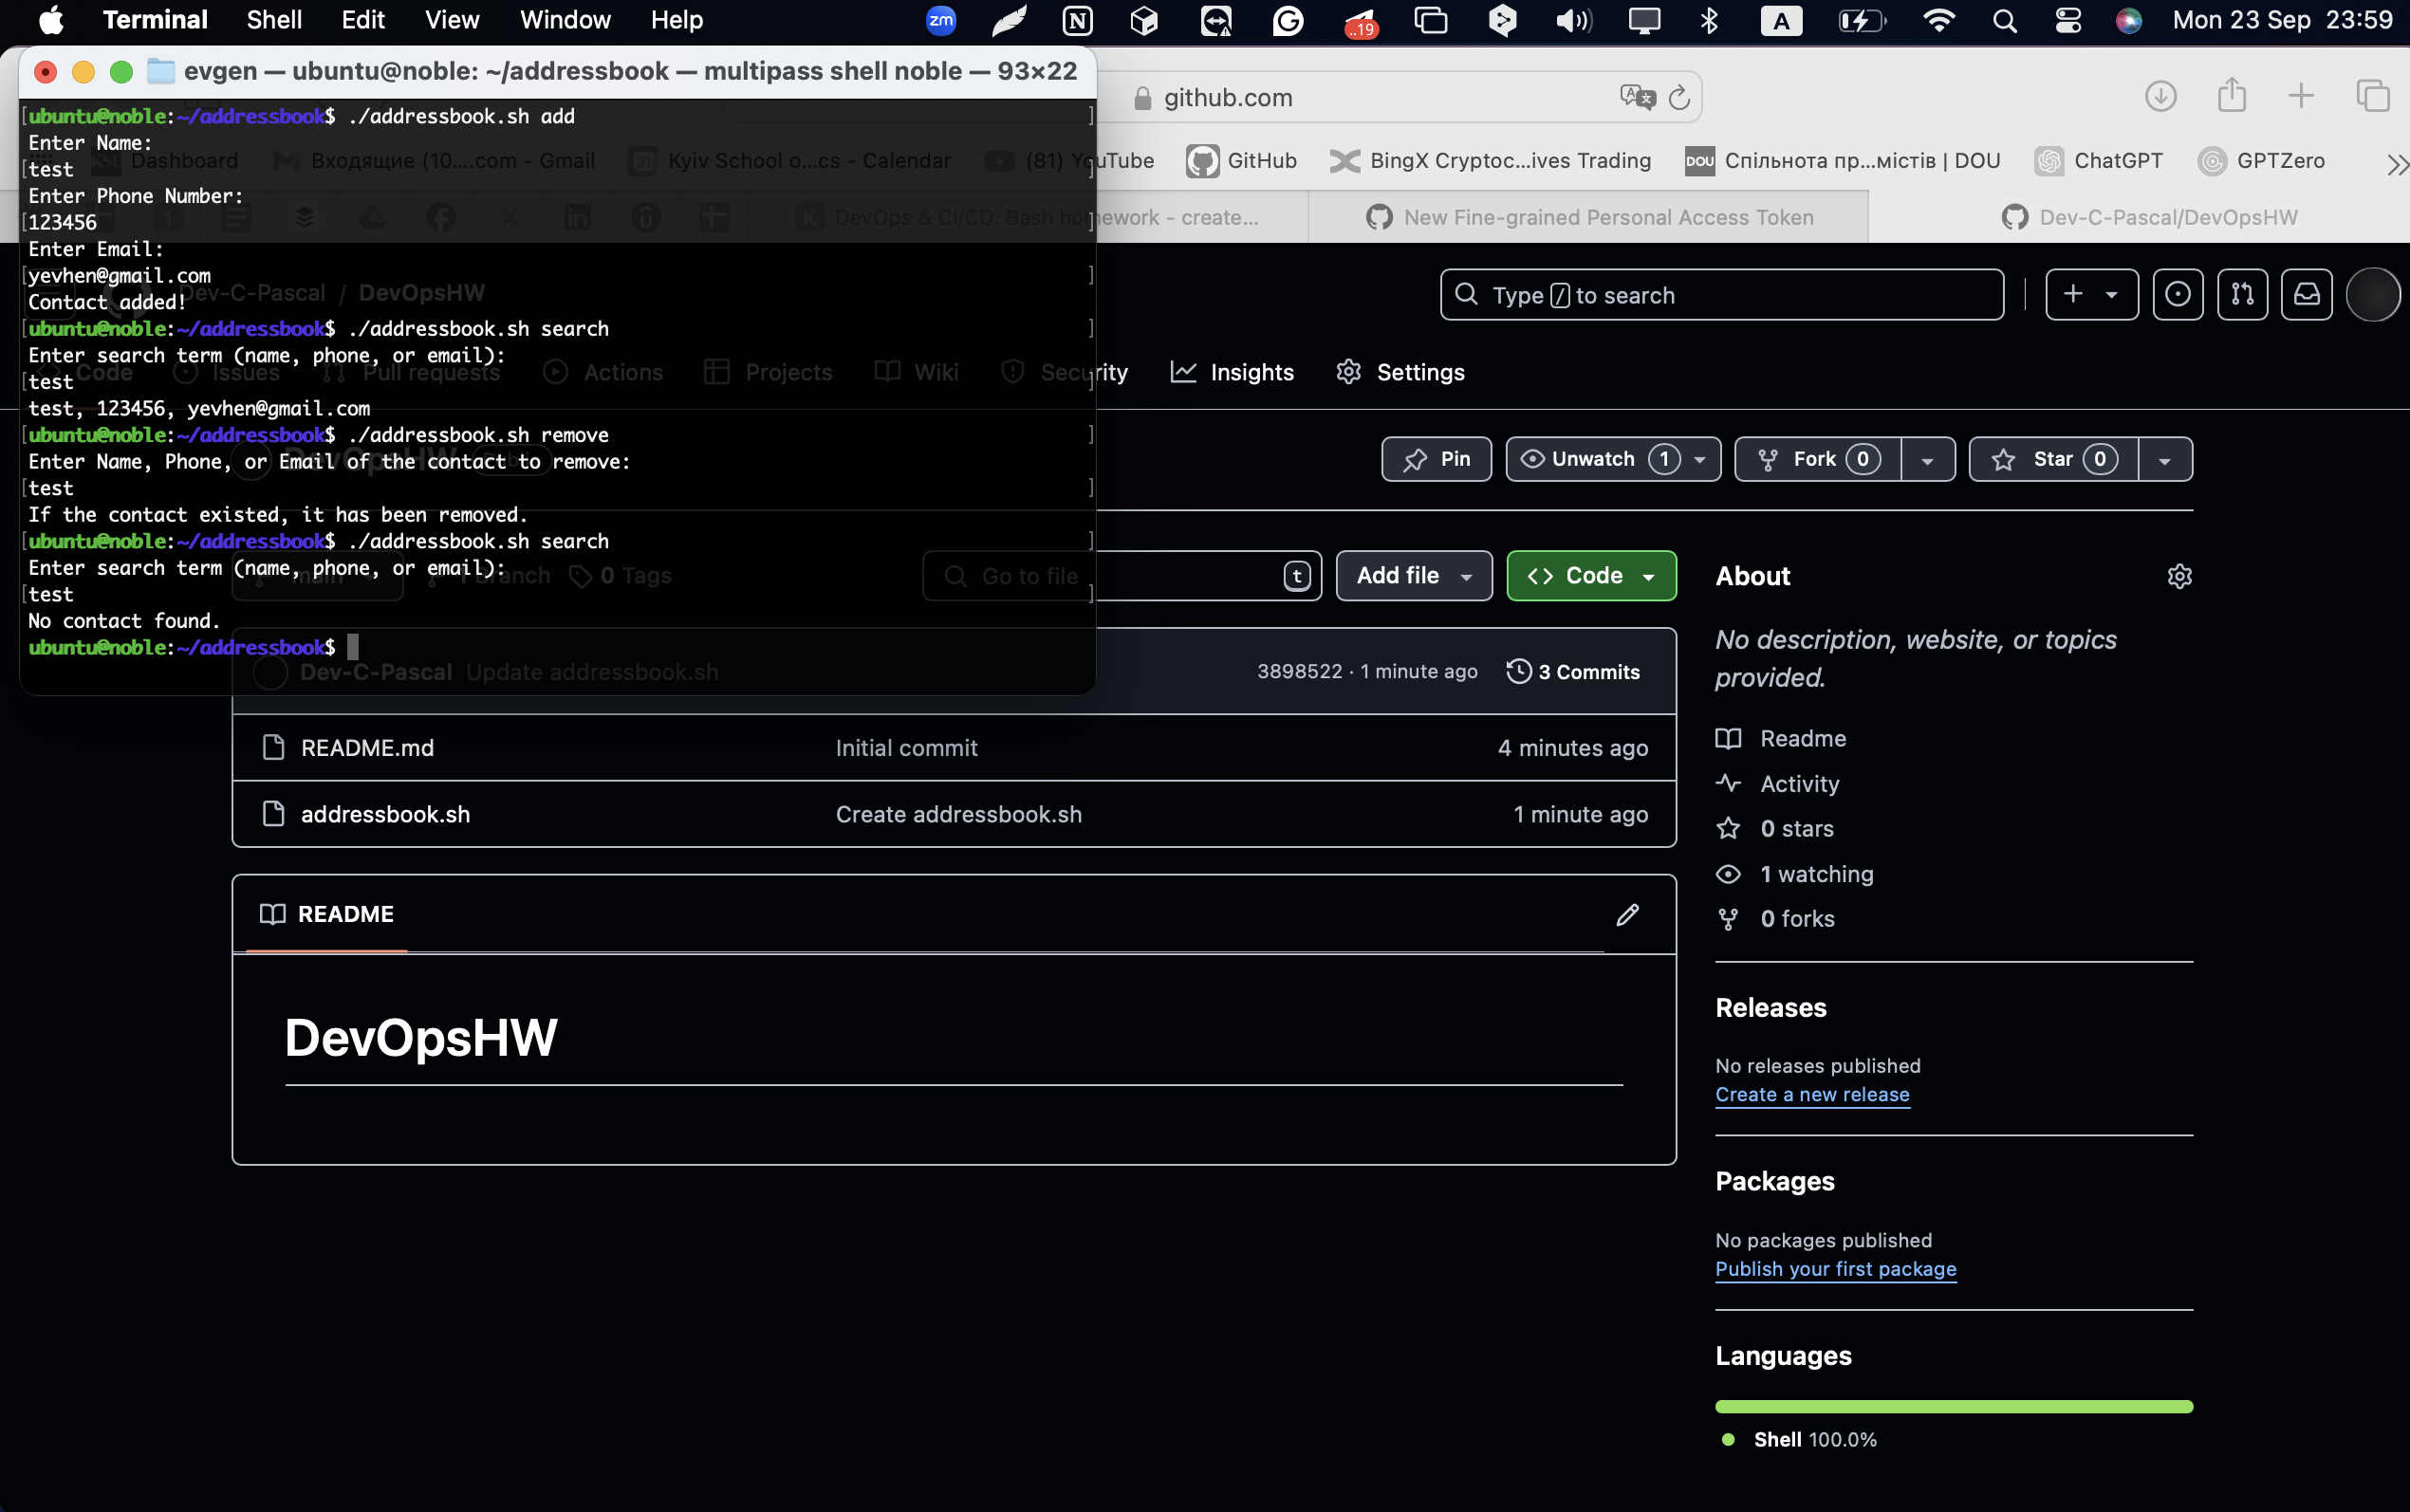 Terminal Shell Edit View Window Help zm ..19 A Mon 23 Sep 23:59
evgen — ubuntu@noble: ~/addressbook — multipass shell noble — 93×22
ubuntu@noble:~/addressbook$ ./addressbook.sh add
Enter Name:
test
Enter Phone Number:
123456
Enter Email:
yevhen@gmail.com
Contact added!
ubuntu@noble:~/addressbook$ ./addressbook.sh search
Enter search term (name, phone, or email):
test
test, 123456, yevhen@gmail.com
ubuntu@noble:~/addressbook$ ./addressbook.sh remove
Enter Name, Phone, or Email of the contact to remove:
test
If the contact existed, it has been removed.
ubuntu@noble:~/addressbook$ ./addressbook.sh search
Enter search term (name, phone, or email):
test
No contact found.
ubuntu@noble:~/addressbook$
github.com
Dashboard Входящие (10....com - Gmail 31 Kyiv School o...cs - Calendar (81) YouTube GitHub BingX Cryptoc...ives Trading DOU Спільнота пр...містів | DOU ChatGPT GPTZero
K DevOps & CI/CD: Bash homework - create... New Fine-grained Personal Access Token Dev-C-Pascal/DevOpsHW
Dev-C-Pascal / DevOpsHW Type / to search
Code Issues Pull requests Actions Projects Wiki Security Insights Settings
DevOpsHW Pin Unwatch 1 Fork 0 Star 0
main Branch 0 Tags Go to file t Add file Code
Dev-C-Pascal Update addressbook.sh 3898522 · 1 minute ago 3 Commits
README.md Initial commit 4 minutes ago
addressbook.sh Create addressbook.sh 1 minute ago
README
DevOpsHW
About
No description, website, or topics
provided.
Readme
Activity
0 stars
1 watching
0 forks
Releases
No releases published
Create a new release
Packages
No packages published
Publish your first package
Languages
Shell 100.0%